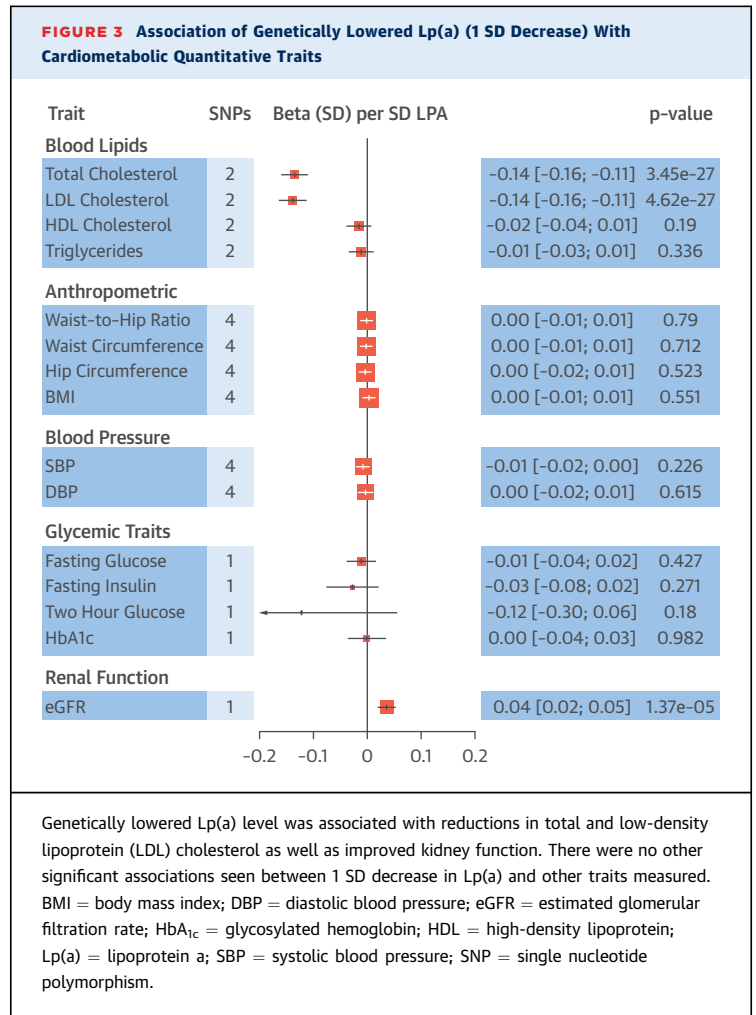 FIGURE 3 Association of Genetically Lowered Lp(a) (1 SD Decrease) With
Cardiometabolic Quantitative Traits
Trait SNPs Beta (SD) per SD LPA p-value
Blood Lipids
Total Cholesterol 2 -0.14 [-0.16; -0.11] 3.45e-27
LDL Cholesterol 2 -0.14 [-0.16; -0.11] 4.62e-27
HDL Cholesterol 2 -0.02 [-0.04; 0.01] 0.19
Triglycerides 2 -0.01 [-0.03; 0.01] 0.336
Anthropometric
Waist-to-Hip Ratio 4 0.00 [-0.01; 0.01] 0.79
Waist Circumference 4 0.00 [-0.01; 0.01] 0.712
Hip Circumference 4 0.00 [-0.02; 0.01] 0.523
BMI 4 0.00 [-0.01; 0.01] 0.551
Blood Pressure
SBP 4 -0.01 [-0.02; 0.00] 0.226
DBP 4 0.00 [-0.02; 0.01] 0.615
Glycemic Traits
Fasting Glucose 1 -0.01 [-0.04; 0.02] 0.427
Fasting Insulin 1 -0.03 [-0.08; 0.02] 0.271
Two Hour Glucose 1 -0.12 [-0.30; 0.06] 0.18
HbA1c 1 0.00 [-0.04; 0.03] 0.982
Renal Function
eGFR 1 0.04 [0.02; 0.05] 1.37e-05
-0.2 -0.1 0 0.1 0.2
Genetically lowered Lp(a) level was associated with reductions in total and low-density
lipoprotein (LDL) cholesterol as well as improved kidney function. There were no other
significant associations seen between 1 SD decrease in Lp(a) and other traits measured.
BMI = body mass index; DBP = diastolic blood pressure; eGFR = estimated glomerular
filtration rate; HbA1c = glycosylated hemoglobin; HDL = high-density lipoprotein;
Lp(a) = lipoprotein a; SBP = systolic blood pressure; SNP = single nucleotide
polymorphism.